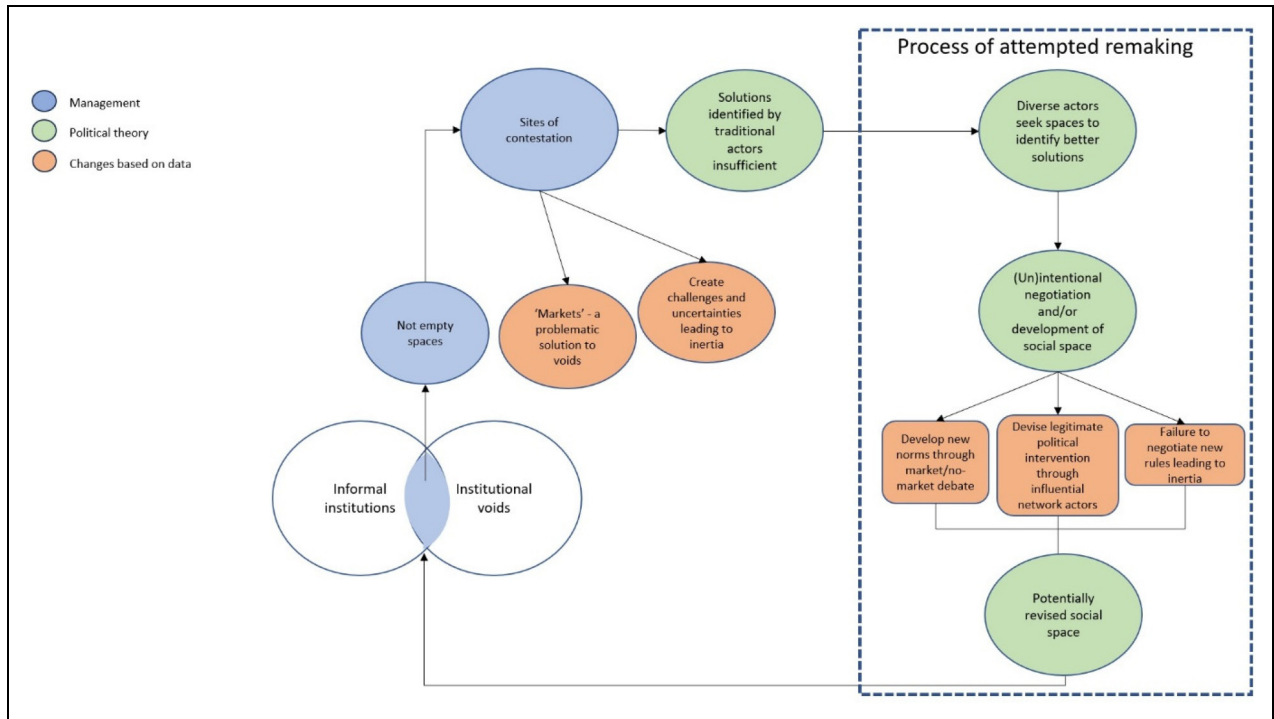 Process of attempted remaking
Management
Political theory
Changes based on data
Sites of
contestation
Solutions
identified by
traditional
actors
insufficient
Diverse actors
seek spaces to
identify better
solutions
Not empty
spaces
'Markets' - a
problematic
solution to
voids
Create
challenges and
uncertainties
leading to
inertia
(Un)intentional
negotiation
and/or
development of
social space
Informal
institutions
Institutional
voids
Develop new
norms through
market/no-
market debate
Devise legitimate
political
intervention
through
influential
network actors
Failure to
negotiate new
rules leading to
inertia
Potentially
revised social
space